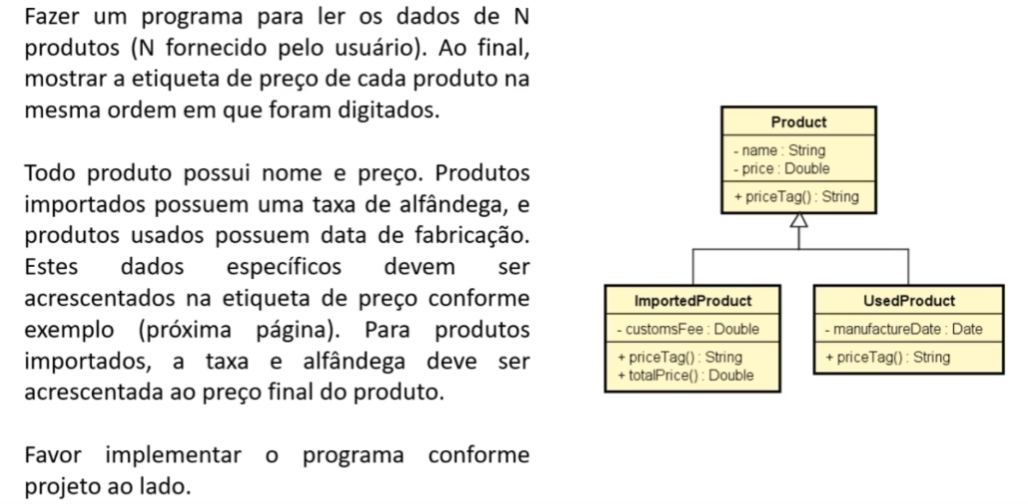 Fazer um programa para ler os dados de N
produtos (N fornecido pelo usuário). Ao final,
mostrar a etiqueta de preço de cada produto na
mesma ordem em que foram digitados.
Todo produto possui nome e preço. Produtos
importados possuem uma taxa de alfândega, e
produtos usados possuem data de fabricação.
Estes dados específicos devem ser
acrescentados na etiqueta de preço conforme
exemplo (próxima página). Para produtos
importados, a taxa e alfândega deve ser
acrescentada ao preço final do produto.
Favor implementar o programa conforme
projeto ao lado.
Product
- name : String
- price : Double
+ priceTag() : String
ImportedProduct
- customsFee : Double
+ priceTag() : String
+ totalPrice() : Double
UsedProduct
- manufactureDate : Date
+ priceTag() : String